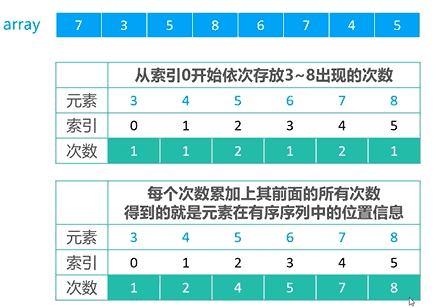 array 7 3 5 8 6 7 4 5
从索引0开始依次存放3~8出现的次数
元素 3 4 5 6 7 8
索引 0 1 2 3 4 5
次数 1 1 2 1 2 1
每个次数累加上其前面的所有次数
得到的就是元素在有序序列中的位置信息
元素 3 4 5 6 7 8
索引 0 1 2 3 4 5
次数 1 2 4 5 7 8